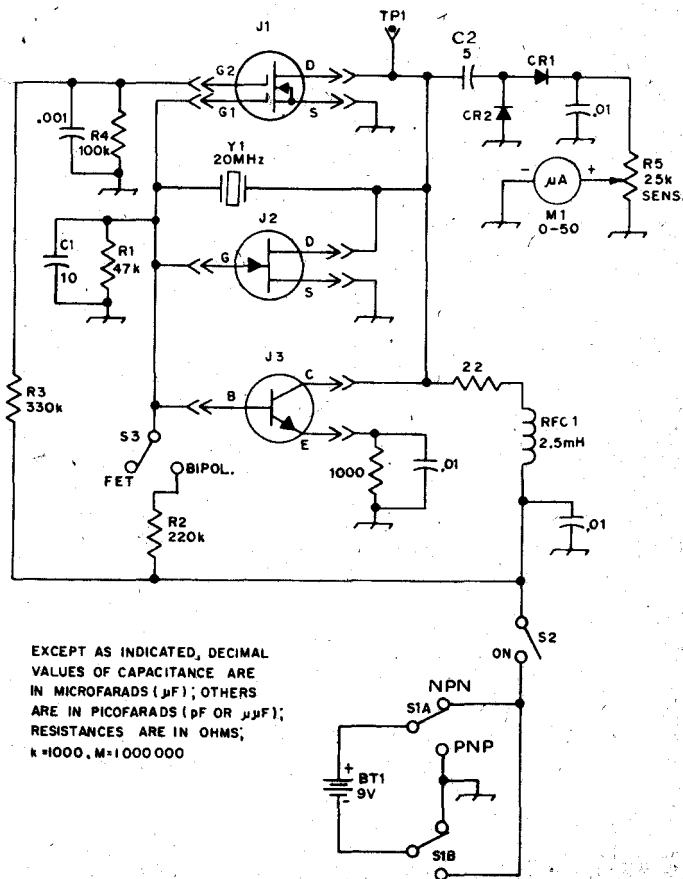 TP1
J1
C2
5
CR1
D
G2
G1
S
CR2
.01
.001
R4
100k
Y1
20MHz
R5
25k
SENS.
-
+
μA
M1
0-50
J2
D
G
S
C1
10
R1
47k
J3
C
B
E
22
RFC1
2.5mH
R3
330k
S3
FET
BIPOL.
1000
.01
.01
R2
220k
S2
ON
EXCEPT AS INDICATED, DECIMAL
VALUES OF CAPACITANCE ARE
IN MICROFARADS (μF); OTHERS
ARE IN PICOFARADS (pF OR μμF);
RESISTANCES ARE IN OHMS;
k=1000, M=1000000
NPN
S1A
PNP
+
BT1
9V
-
S1B